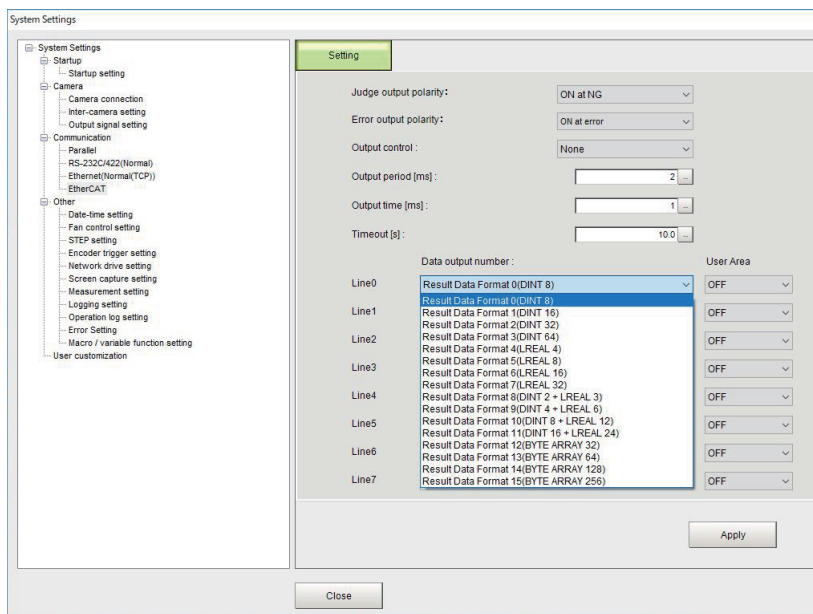 System Settings
System Settings
Startup
Startup setting
Camera
Camera connection
Inter-camera setting
Output signal setting
Communication
Parallel
RS-232C/422(Normal)
Ethernet(Normal(TCP))
EtherCAT
Other
Date-time setting
Fan control setting
STEP setting
Encoder trigger setting
Network drive setting
Screen capture setting
Measurement setting
Logging setting
Operation log setting
Error Setting
Macro / variable function setting
User customization
Setting
Judge output polarity: ON at NG
Error output polarity: ON at error
Output control : None
Output period [ms] : 2 ...
Output time [ms] : 1 ...
Timeout [s] : 10.0 ...
Data output number : User Area
Line0 Result Data Format 0(DINT 8) OFF
Result Data Format 0(DINT 8)
Line1 Result Data Format 1(DINT 16) OFF
Result Data Format 2(DINT 32)
Line2 Result Data Format 3(DINT 64) OFF
Result Data Format 4(LREAL 4)
Result Data Format 5(LREAL 8)
Line3 Result Data Format 6(LREAL 16) OFF
Result Data Format 7(LREAL 32)
Line4 Result Data Format 8(DINT 2 + LREAL 3) OFF
Result Data Format 9(DINT 4 + LREAL 6)
Line5 Result Data Format 10(DINT 8 + LREAL 12) OFF
Result Data Format 11(DINT 16 + LREAL 24)
Line6 Result Data Format 12(BYTE ARRAY 32) OFF
Result Data Format 13(BYTE ARRAY 64)
Result Data Format 14(BYTE ARRAY 128)
Line7 Result Data Format 15(BYTE ARRAY 256) OFF
Apply
Close